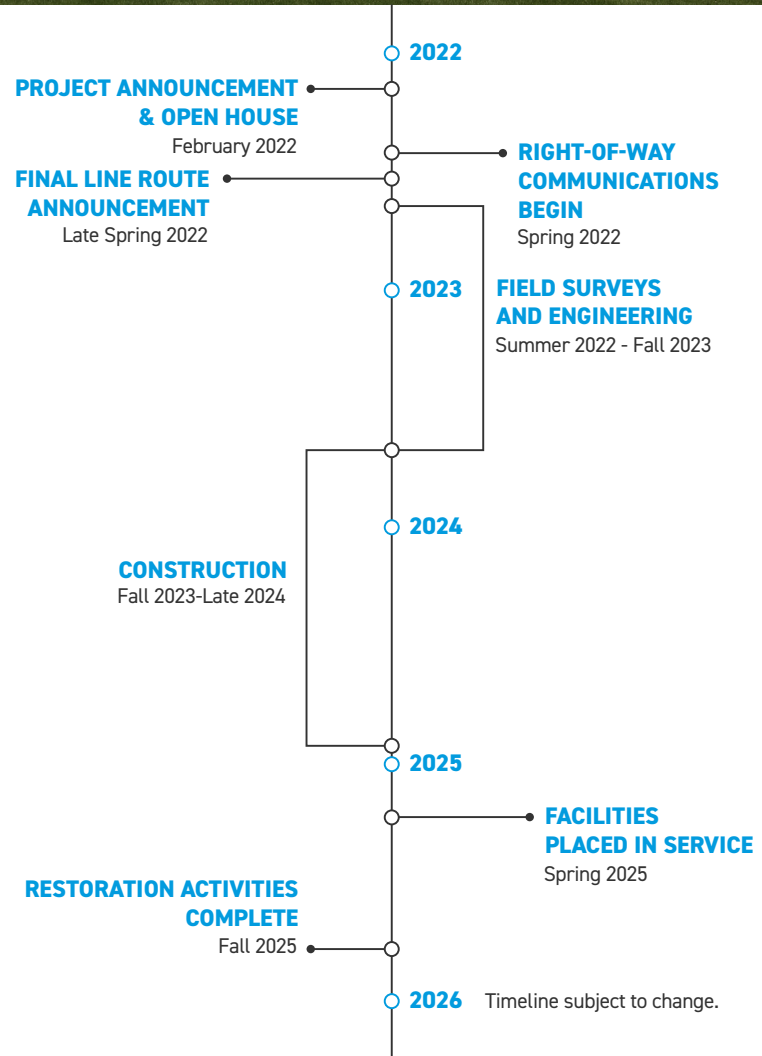 2022
PROJECT ANNOUNCEMENT
& OPEN HOUSE
February 2022
RIGHT-OF-WAY
COMMUNICATIONS
BEGIN
Spring 2022
FINAL LINE ROUTE
ANNOUNCEMENT
Late Spring 2022
2023
FIELD SURVEYS
AND ENGINEERING
Summer 2022 - Fall 2023
2024
CONSTRUCTION
Fall 2023-Late 2024
2025
FACILITIES
PLACED IN SERVICE
Spring 2025
RESTORATION ACTIVITIES
COMPLETE
Fall 2025
2026
Timeline subject to change.